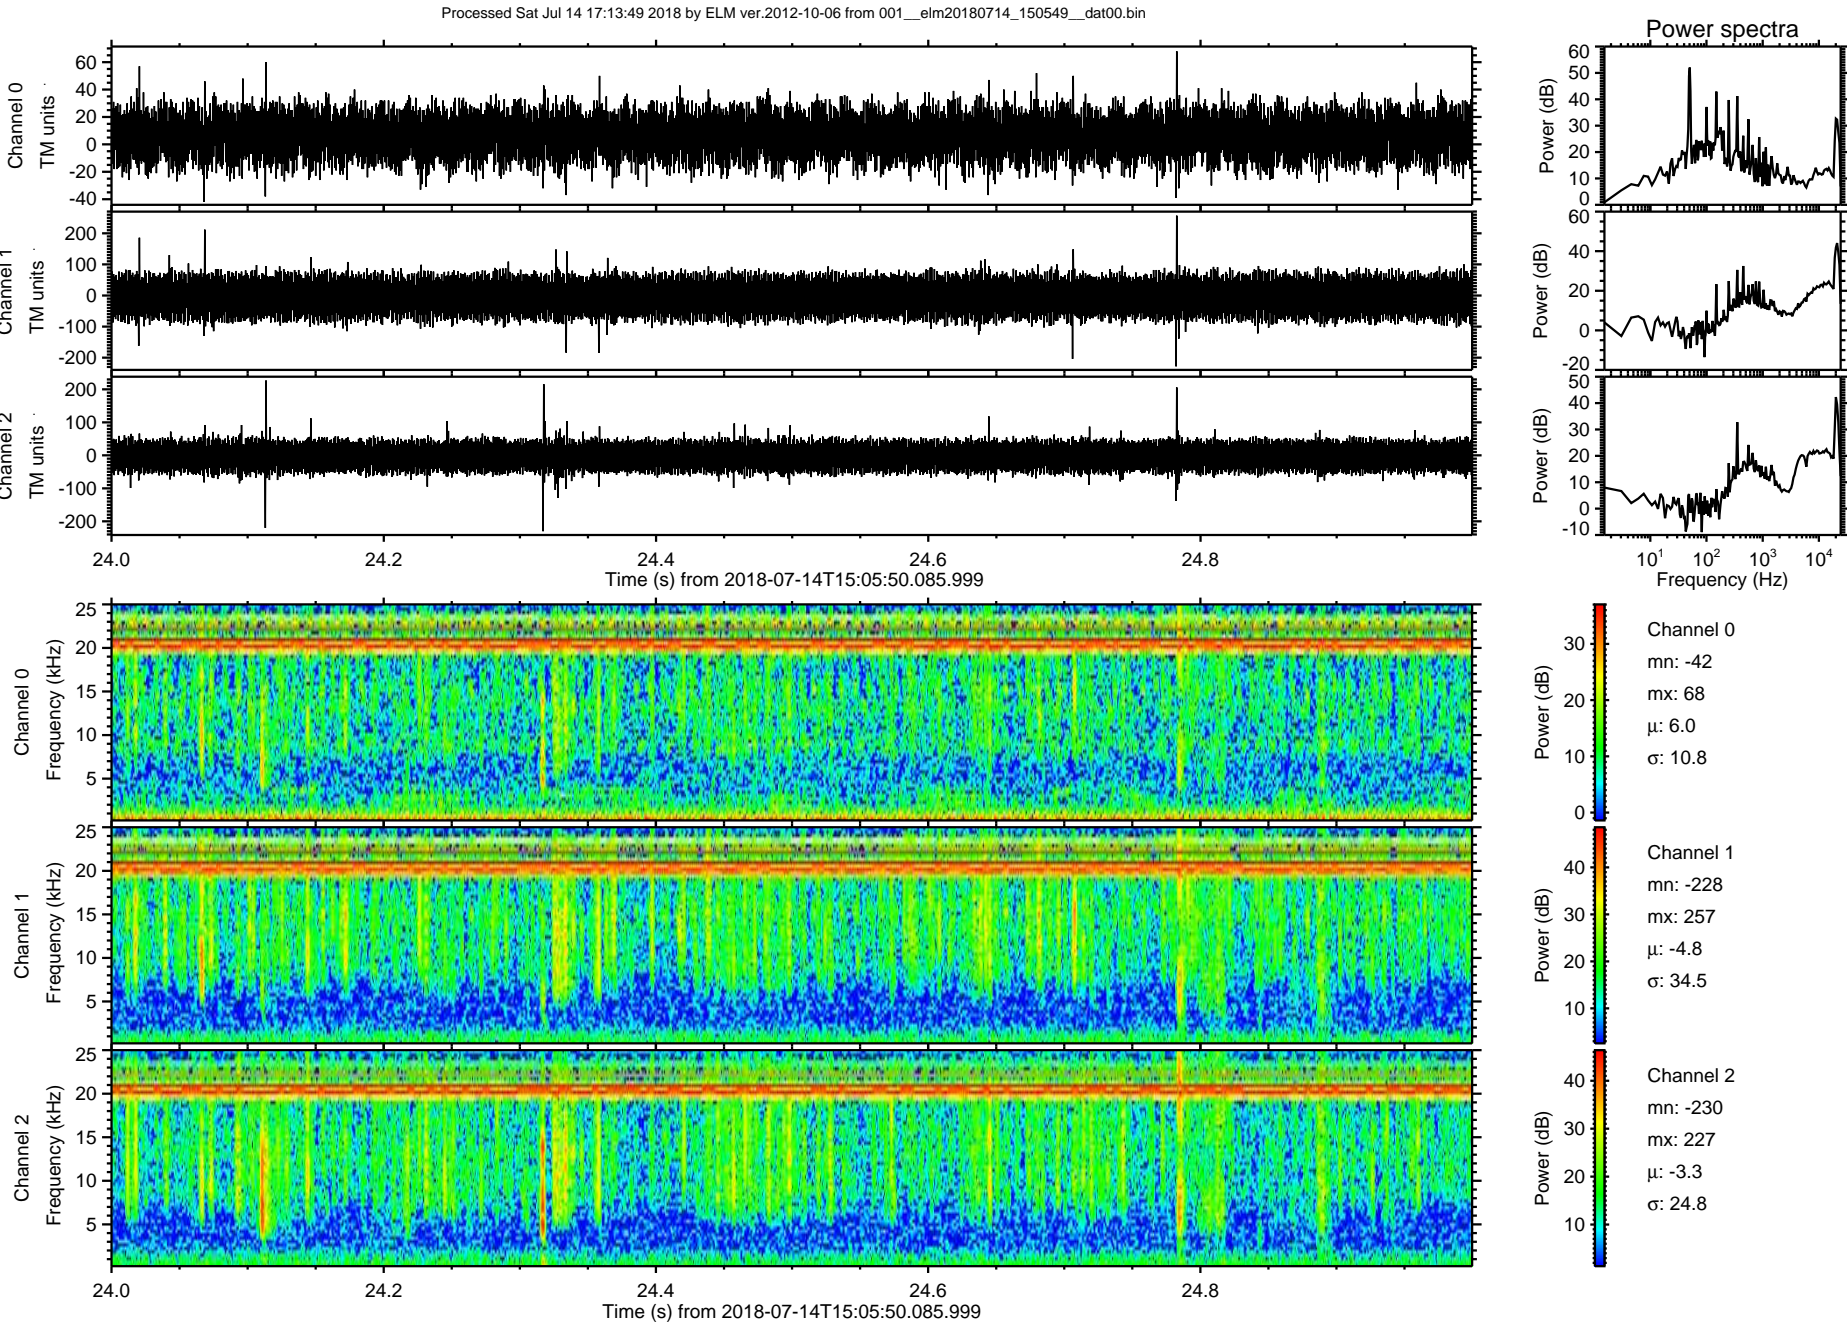 Processed Sat Jul 14 17:13:49 2018 by ELM ver.2012-10-06 from 001__elm20180714_150549__dat00.bin
Power spectra
Channel 0
TM units
60
40
20
0
-20
-40
Power (dB)
60
50
40
30
20
10
0
Channel 1
TM units
200
100
0
-100
-200
Power (dB)
60
40
20
0
-20
Channel 2
TM units
200
100
0
-100
-200
Power (dB)
50
40
30
20
10
0
-10
24.0 24.2 24.4 24.6 24.8
Time (s) from 2018-07-14T15:05:50.085.999
10^1 10^2 10^3 10^4
Frequency (Hz)
Channel 0
Frequency (kHz)
25
20
15
10
5
Power (dB)
30
20
10
0
Channel 0
mn: -42
mx: 68
μ: 6.0
σ: 10.8
Channel 1
Frequency (kHz)
25
20
15
10
5
Power (dB)
40
30
20
10
Channel 1
mn: -228
mx: 257
μ: -4.8
σ: 34.5
Channel 2
Frequency (kHz)
25
20
15
10
5
Power (dB)
40
30
20
10
Channel 2
mn: -230
mx: 227
μ: -3.3
σ: 24.8
24.0 24.2 24.4 24.6 24.8
Time (s) from 2018-07-14T15:05:50.085.999